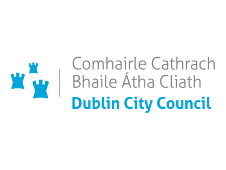 Comhairle Cathrach
Bhaile Átha Cliath
Dublin City Council